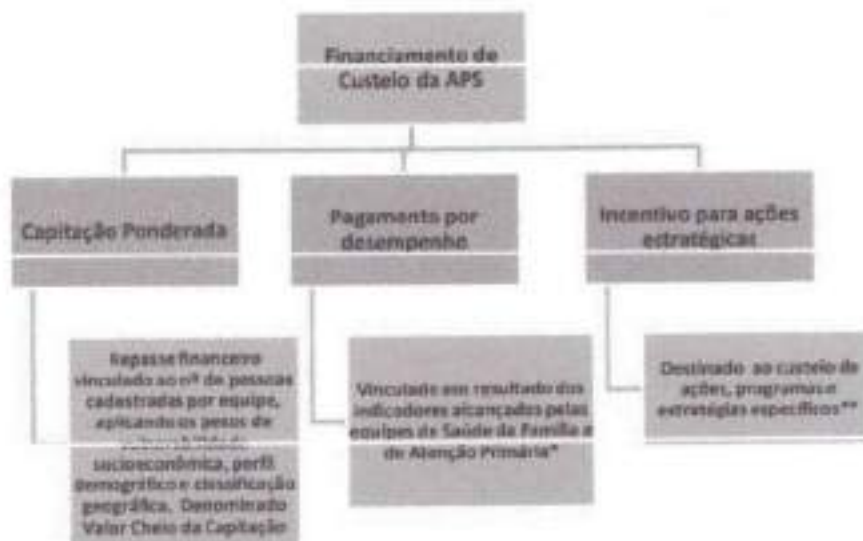 Financiamento de
Custeio da APS
Capitação Ponderada
Pagamento por
desempenho
Incentivo para ações
estratégicas
Repasse financeiro
vinculado ao nº de pessoas
cadastradas por equipe,
aplicando os pesos de
socioeconômica, perfil
demográfico e classificação
geográfica. Denominado
Valor Cheio da Capitação
Vinculado aos resultado dos
indicadores alcançados pelas
equipes de Saúde da Família e
de Atenção Primária*
Destinado ao custeio de
ações, programas e
estratégias específicos**